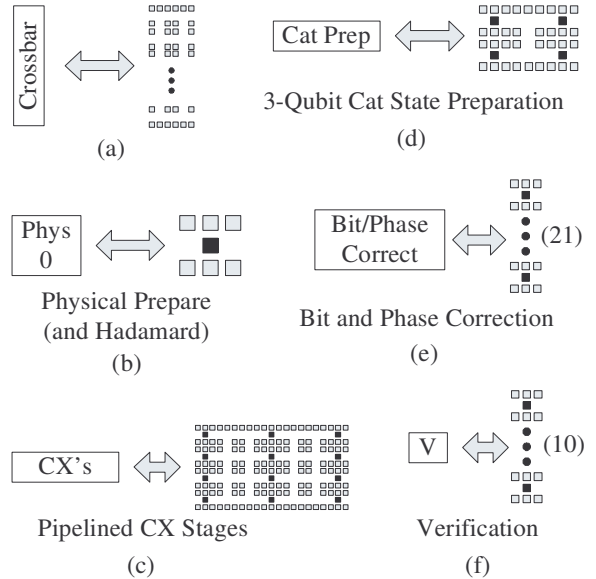 Crossbar
(a)
Cat Prep
3-Qubit Cat State Preparation
(d)
Phys
0
Physical Prepare
(and Hadamard)
(b)
Bit/Phase
Correct
(21)
Bit and Phase Correction
(e)
CX's
Pipelined CX Stages
(c)
V
(10)
Verification
(f)